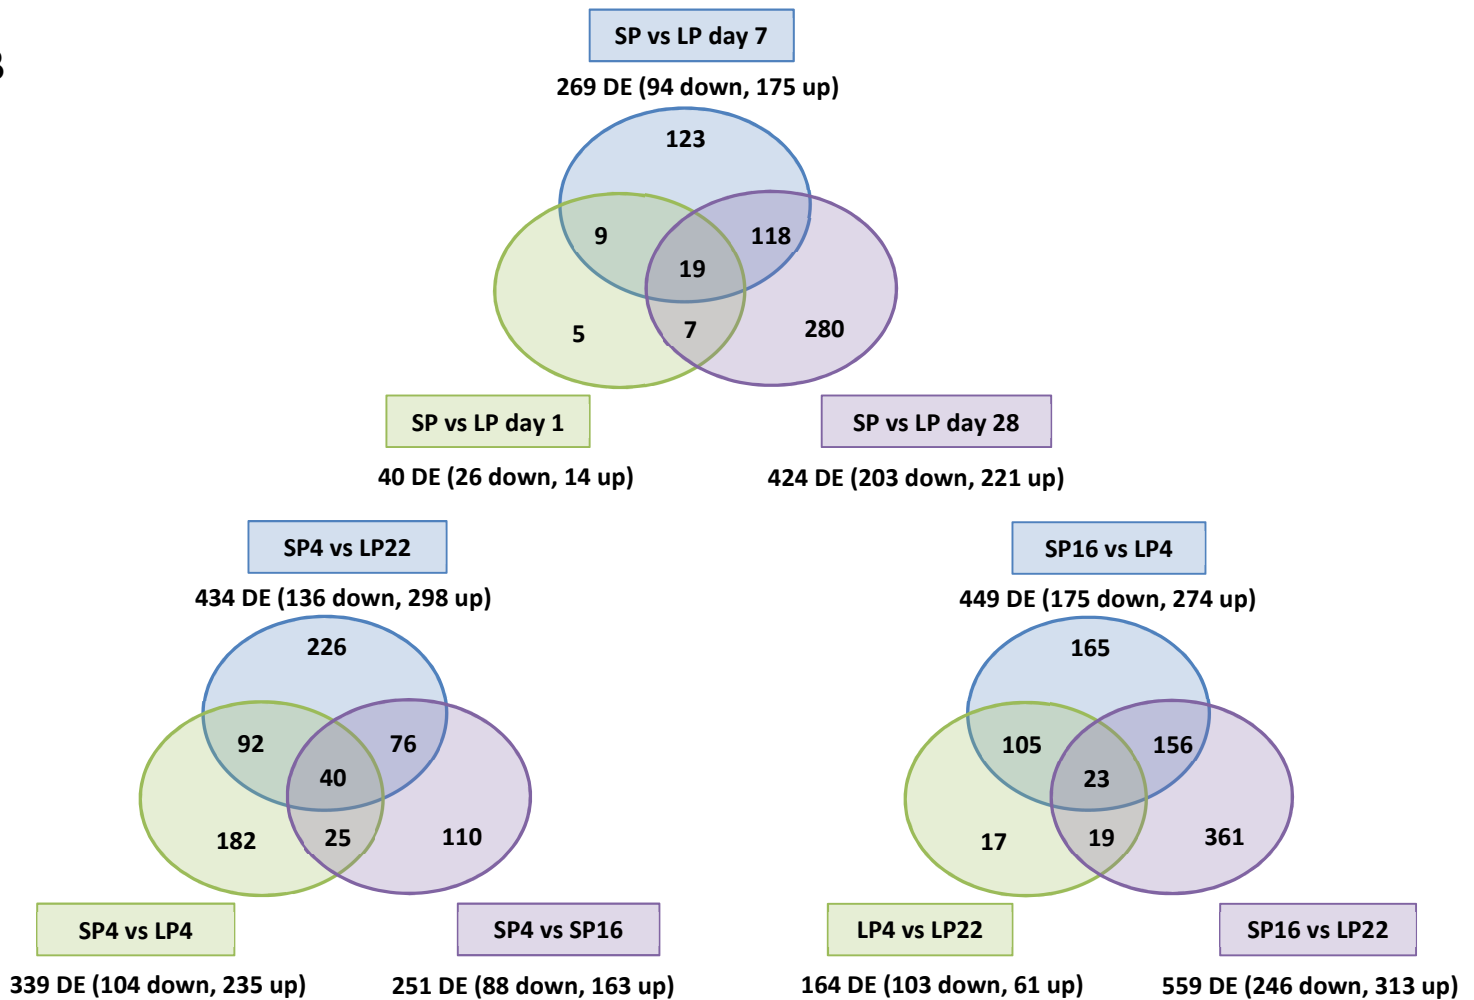 B
SP vs LP day 7
269 DE (94 down, 175 up)
123
9
118
19
5
7
280
SP vs LP day 1
SP vs LP day 28
40 DE (26 down, 14 up)
424 DE (203 down, 221 up)
SP4 vs LP22
434 DE (136 down, 298 up)
226
92
76
40
182
25
110
SP4 vs LP4
SP4 vs SP16
339 DE (104 down, 235 up)
251 DE (88 down, 163 up)
SP16 vs LP4
449 DE (175 down, 274 up)
165
105
156
23
17
19
361
LP4 vs LP22
SP16 vs LP22
164 DE (103 down, 61 up)
559 DE (246 down, 313 up)